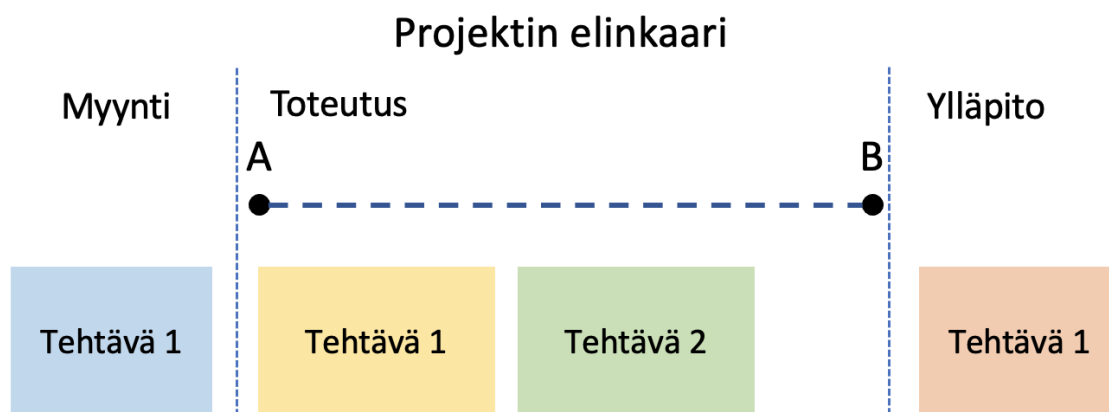 Projektin elinkaari
Myynti
Toteutus
Ylläpito
A
B
Tehtävä 1
Tehtävä 1
Tehtävä 2
Tehtävä 1